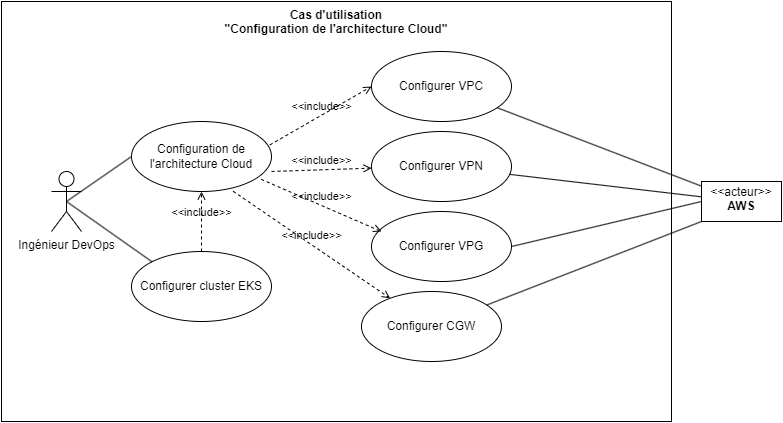 Cas d'utilisation
"Configuration de l'architecture Cloud"
Configurer VPC
<<include>>
Configuration de
l'architecture Cloud
<<include>>
Configurer VPN
<<acteur>>
AWS
<<include>>
<<include>>
Ingénieur DevOps
<<include>>
Configurer VPG
Configurer cluster EKS
Configurer CGW